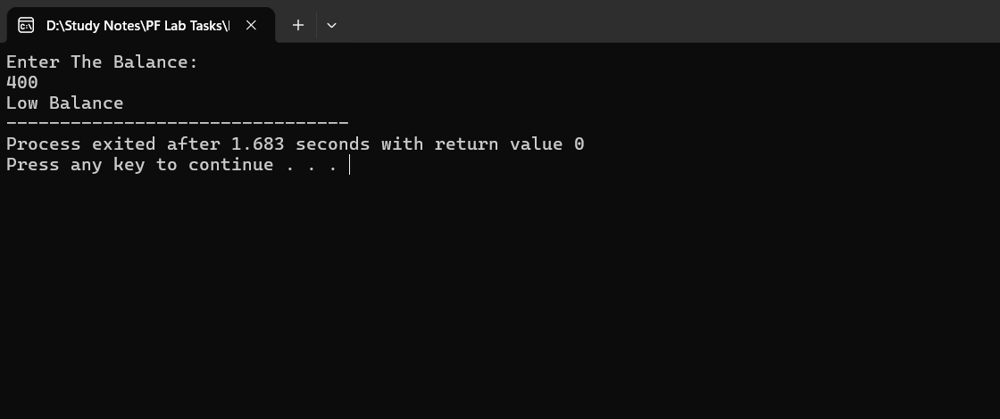 D:\Study Notes\PF Lab Tasks\
Enter The Balance:
400
Low Balance
--------------------------------
Process exited after 1.683 seconds with return value 0
Press any key to continue . . .